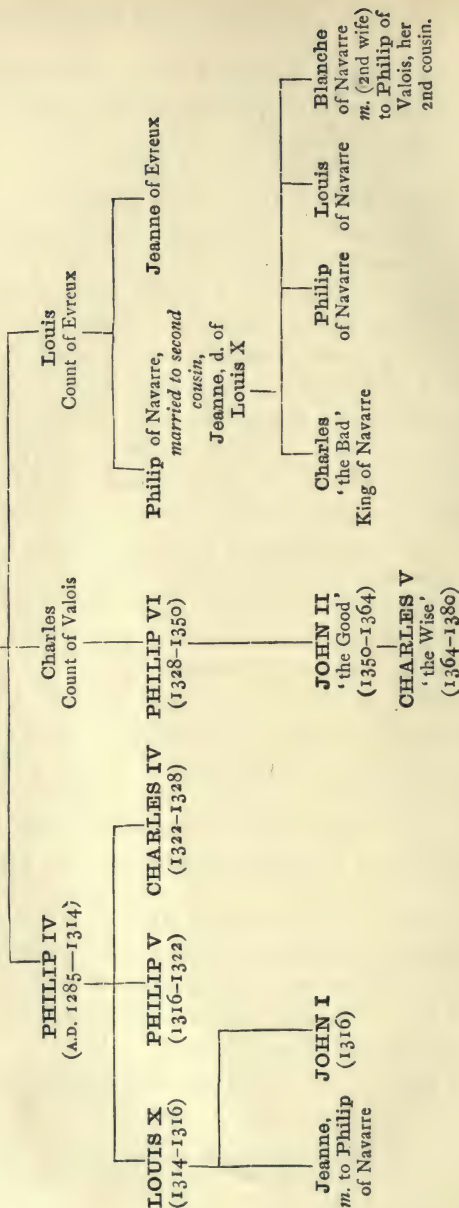 PHILIP IV
(A.D. 1285—1314)
Charles
Count of Valois
Louis
Count of Evreux
LOUIS X
(1314–1316)
PHILIP V
(1316–1322)
CHARLES IV
(1322–1328)
PHILIP VI
(1328–1350)
Philip of Navarre,
married to second
cousin,
Jeanne, d. of
Louis X
Jeanne of Evreux
Jeanne,
m. to Philip
of Navarre
JOHN I
(1316)
JOHN II
‘the Good’
(1350–1364)
CHARLES V
‘the Wise’
(1364–1380)
Charles
‘the Bad’
King of Navarre
Philip
of Navarre
Louis
of Navarre
Blanche
of Navarre
m. (2nd wife)
to Philip of
Valois, her
2nd cousin.